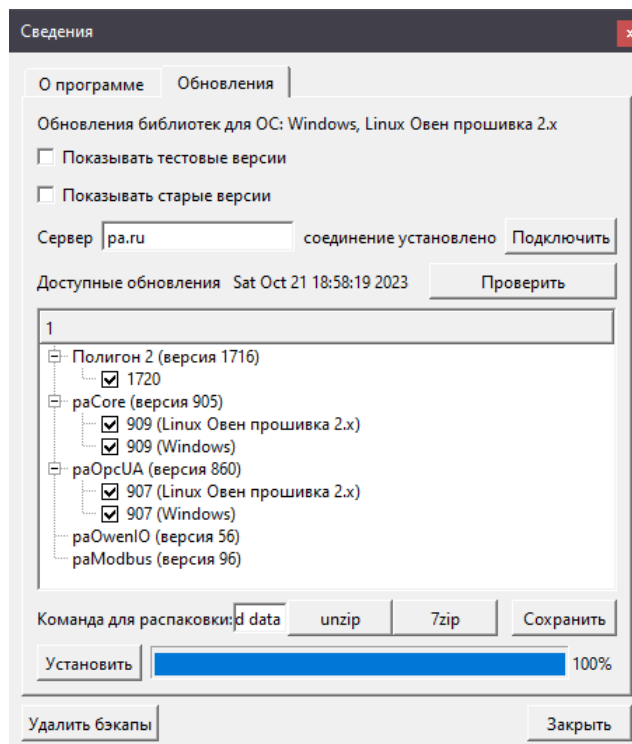 Сведения
О программе Обновления
Обновления библиотек для ОС: Windows, Linux Овен прошивка 2.x
Показывать тестовые версии
Показывать старые версии
Сервер pa.ru соединение установлено Подключить
Доступные обновления Sat Oct 21 18:58:19 2023 Проверить
1
Полигон 2 (версия 1716)
1720
paCore (версия 905)
909 (Linux Овен прошивка 2.x)
909 (Windows)
paOpcUA (версия 860)
907 (Linux Овен прошивка 2.x)
907 (Windows)
paOwenIO (версия 56)
paModbus (версия 96)
Команда для распаковки: d data unzip 7zip Сохранить
Установить 100%
Удалить бэкапы Закрыть